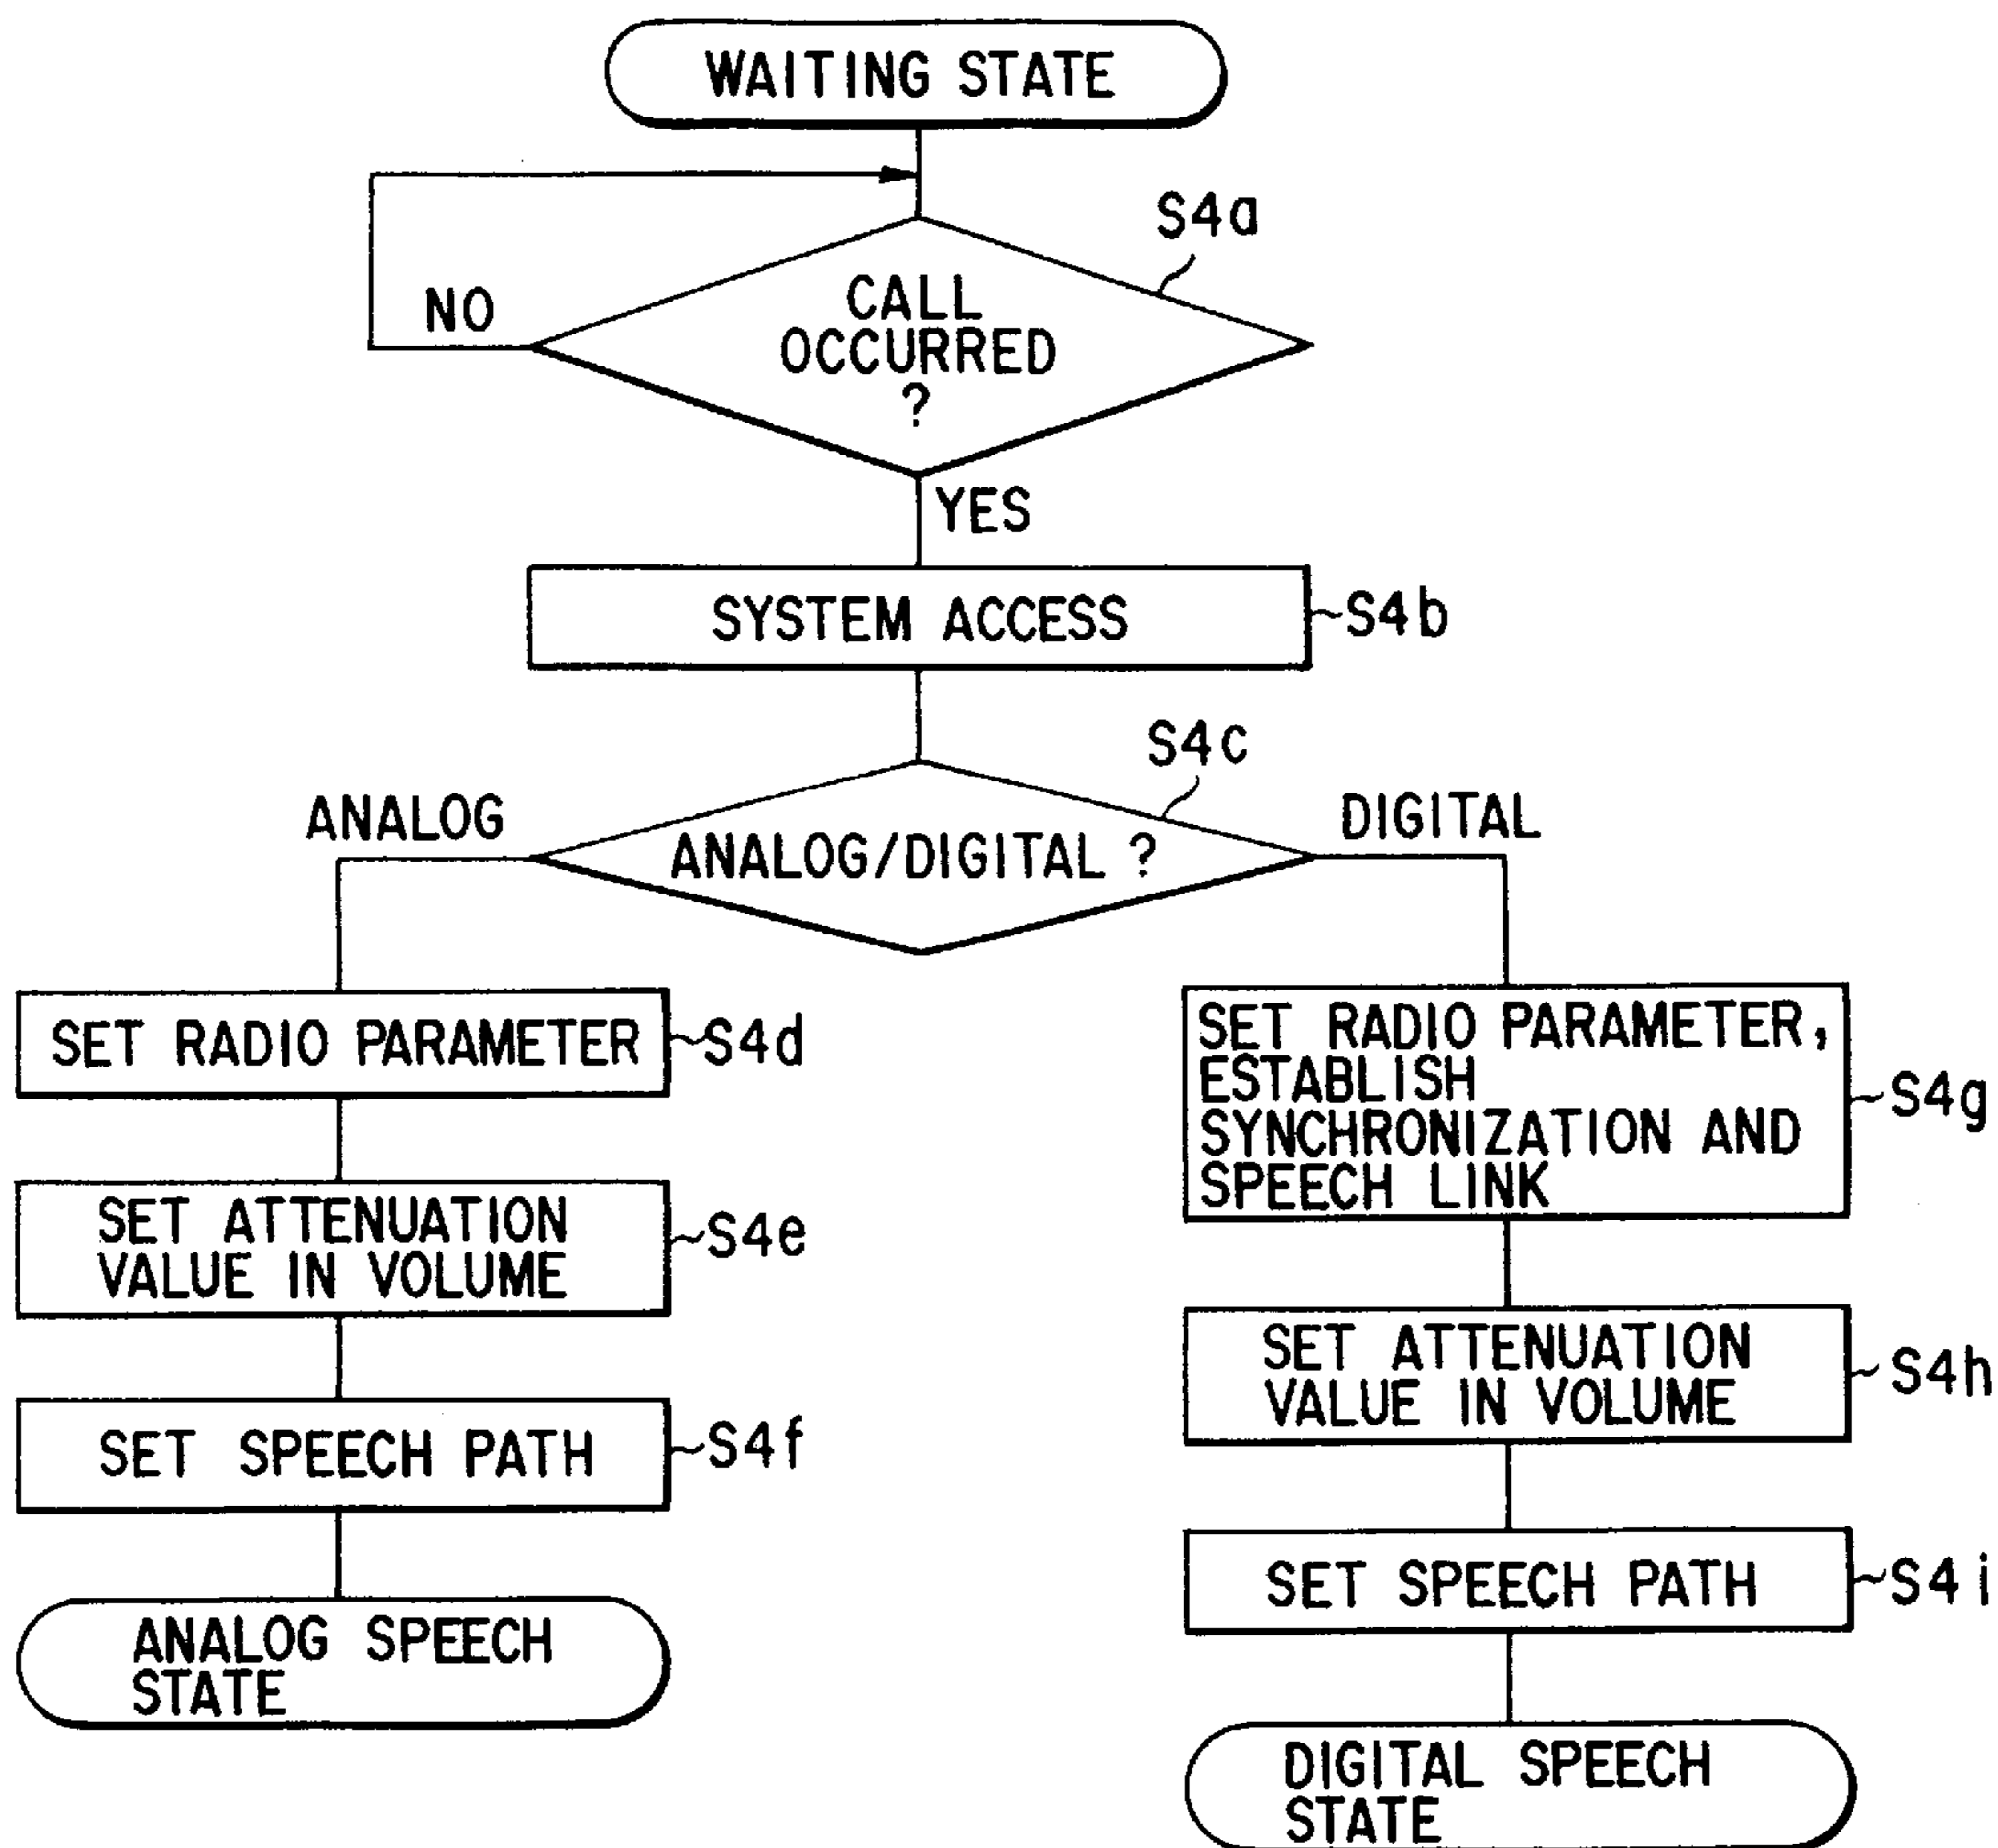 WAITING STATE
S4a
NO
CALL
OCCURRED
?
YES
SYSTEM ACCESS
S4b
S4c
ANALOG
ANALOG/DIGITAL ?
DIGITAL
SET RADIO PARAMETER
S4d
SET ATTENUATION
VALUE IN VOLUME
S4e
SET SPEECH PATH
S4f
ANALOG SPEECH
STATE
SET RADIO PARAMETER,
ESTABLISH
SYNCHRONIZATION AND
SPEECH LINK
S4g
SET ATTENUATION
VALUE IN VOLUME
S4h
SET SPEECH PATH
S4i
DIGITAL SPEECH
STATE